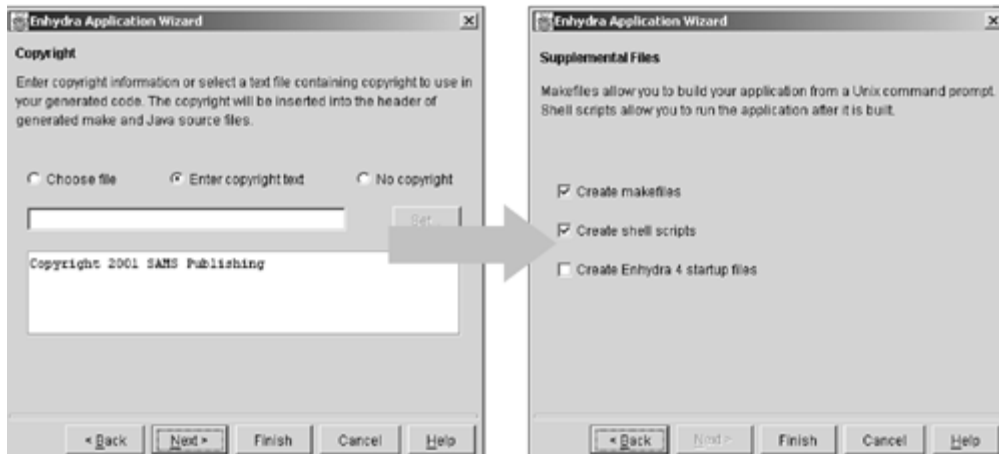 Enhydra Application Wizard
Copyright
Enter copyright information or select a text file containing copyright to use in
your generated code. The copyright will be inserted into the header of
generated make and Java source files.
Choose file
Enter copyright text
No copyright
Set...
Copyright 2001 SAMS Publishing
< Back
Next >
Finish
Cancel
Help
Enhydra Application Wizard
Supplemental Files
Makefiles allow you to build your application from a Unix command prompt.
Shell scripts allow you to run the application after it is built.
Create makefiles
Create shell scripts
Create Enhydra 4 startup files
< Back
Next >
Finish
Cancel
Help